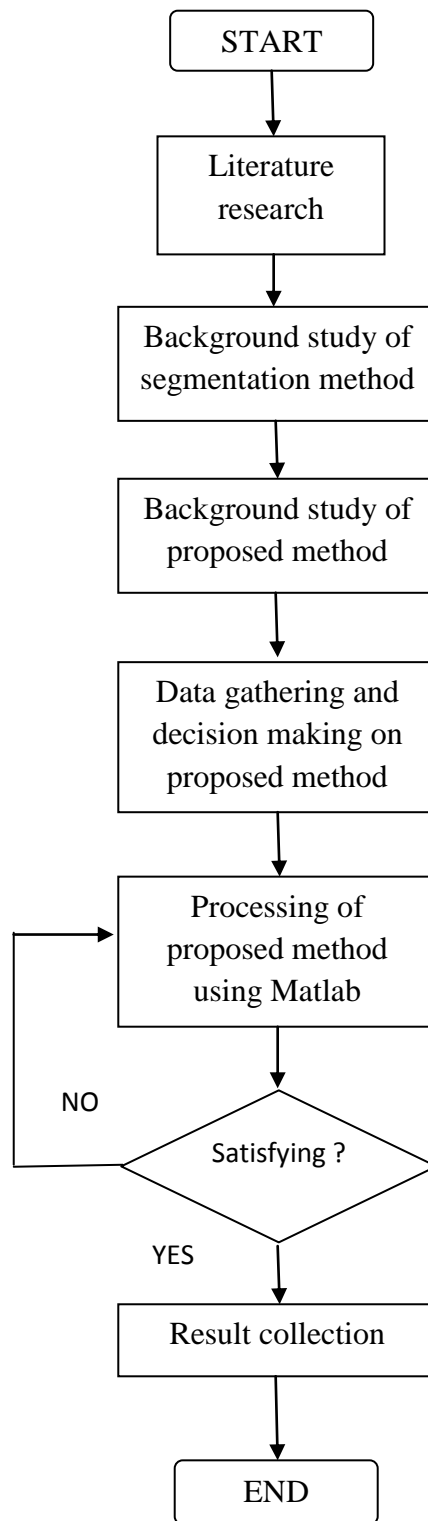 START
Literature
research
Background study of
segmentation method
Background study of
proposed method
Data gathering and
decision making on
proposed method
Processing of
proposed method
using Matlab
NO
Satisfying ?
YES
Result collection
END